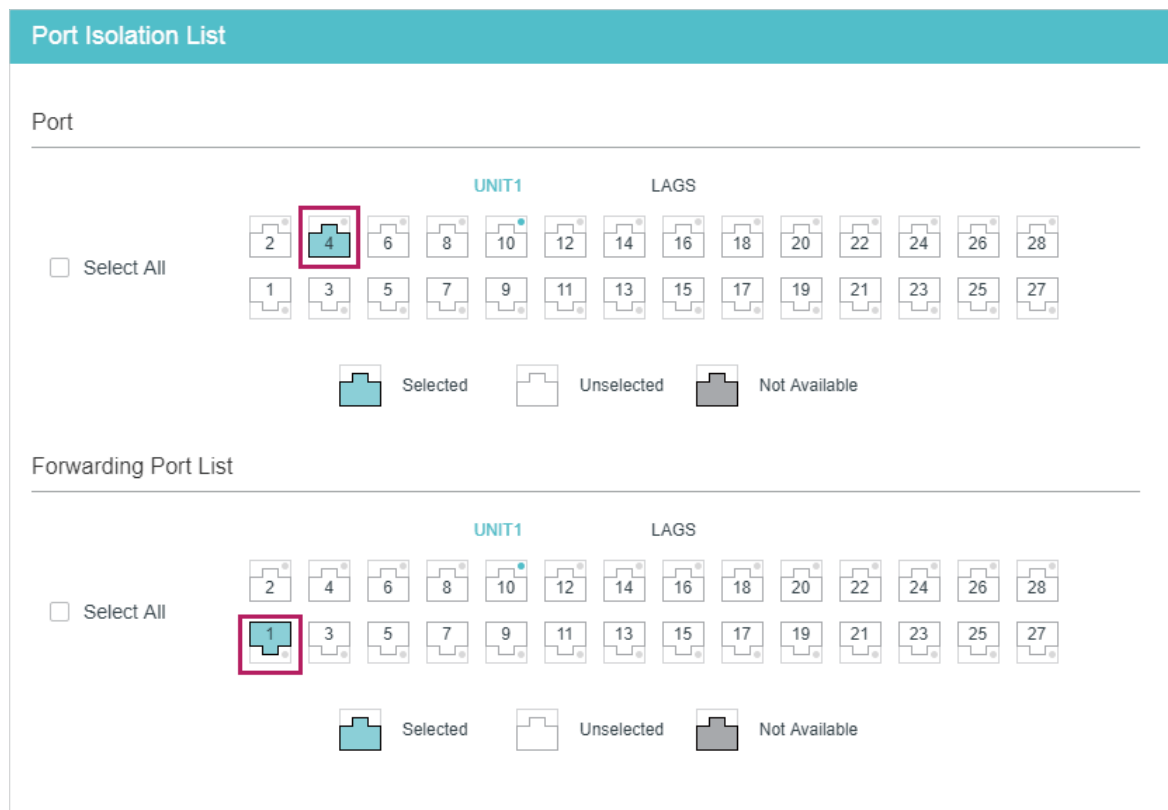 Port Isolation List
Port
UNIT1 LAGS
2 4 6 8 10 12 14 16 18 20 22 24 26 28
Select All
1 3 5 7 9 11 13 15 17 19 21 23 25 27
Selected Unselected Not Available
Forwarding Port List
UNIT1 LAGS
2 4 6 8 10 12 14 16 18 20 22 24 26 28
Select All
1 3 5 7 9 11 13 15 17 19 21 23 25 27
Selected Unselected Not Available